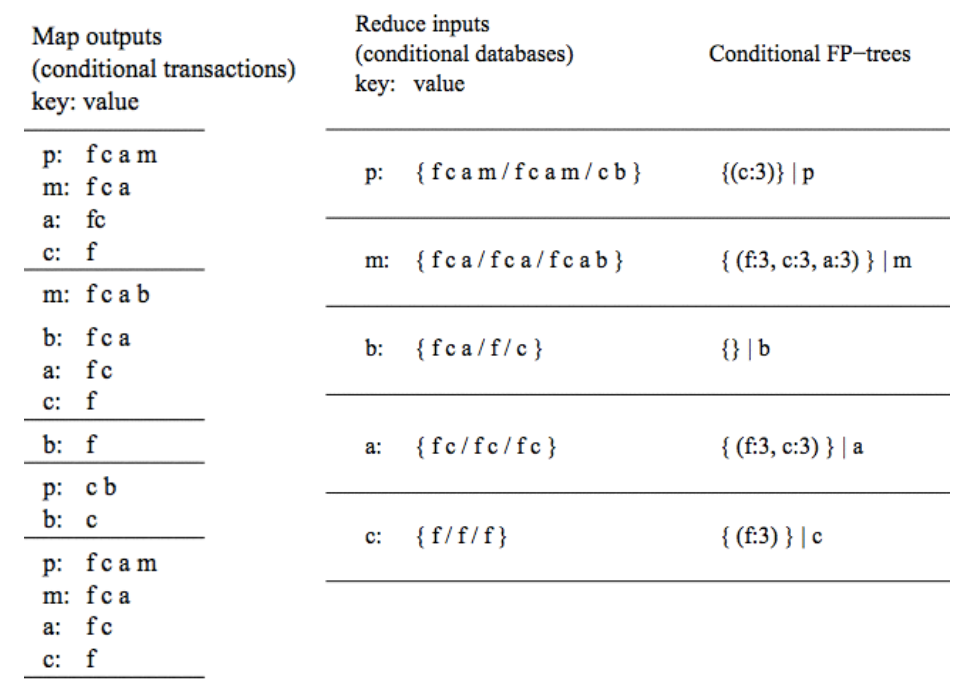 Map outputs
(conditional transactions)
key: value
p: f c a m
m: f c a
a: fc
c: f
m: f c a b
b: f c a
a: f c
c: f
b: f
p: c b
b: c
p: f c a m
m: f c a
a: f c
c: f
Reduce inputs
(conditional databases)
key: value
Conditional FP−trees
p: { f c a m / f c a m / c b } {(c:3)} | p
m: { f c a / f c a / f c a b } { (f:3, c:3, a:3) } | m
b: { f c a / f / c } {} | b
a: { f c / f c / f c } { (f:3, c:3) } | a
c: { f / f / f } { (f:3) } | c